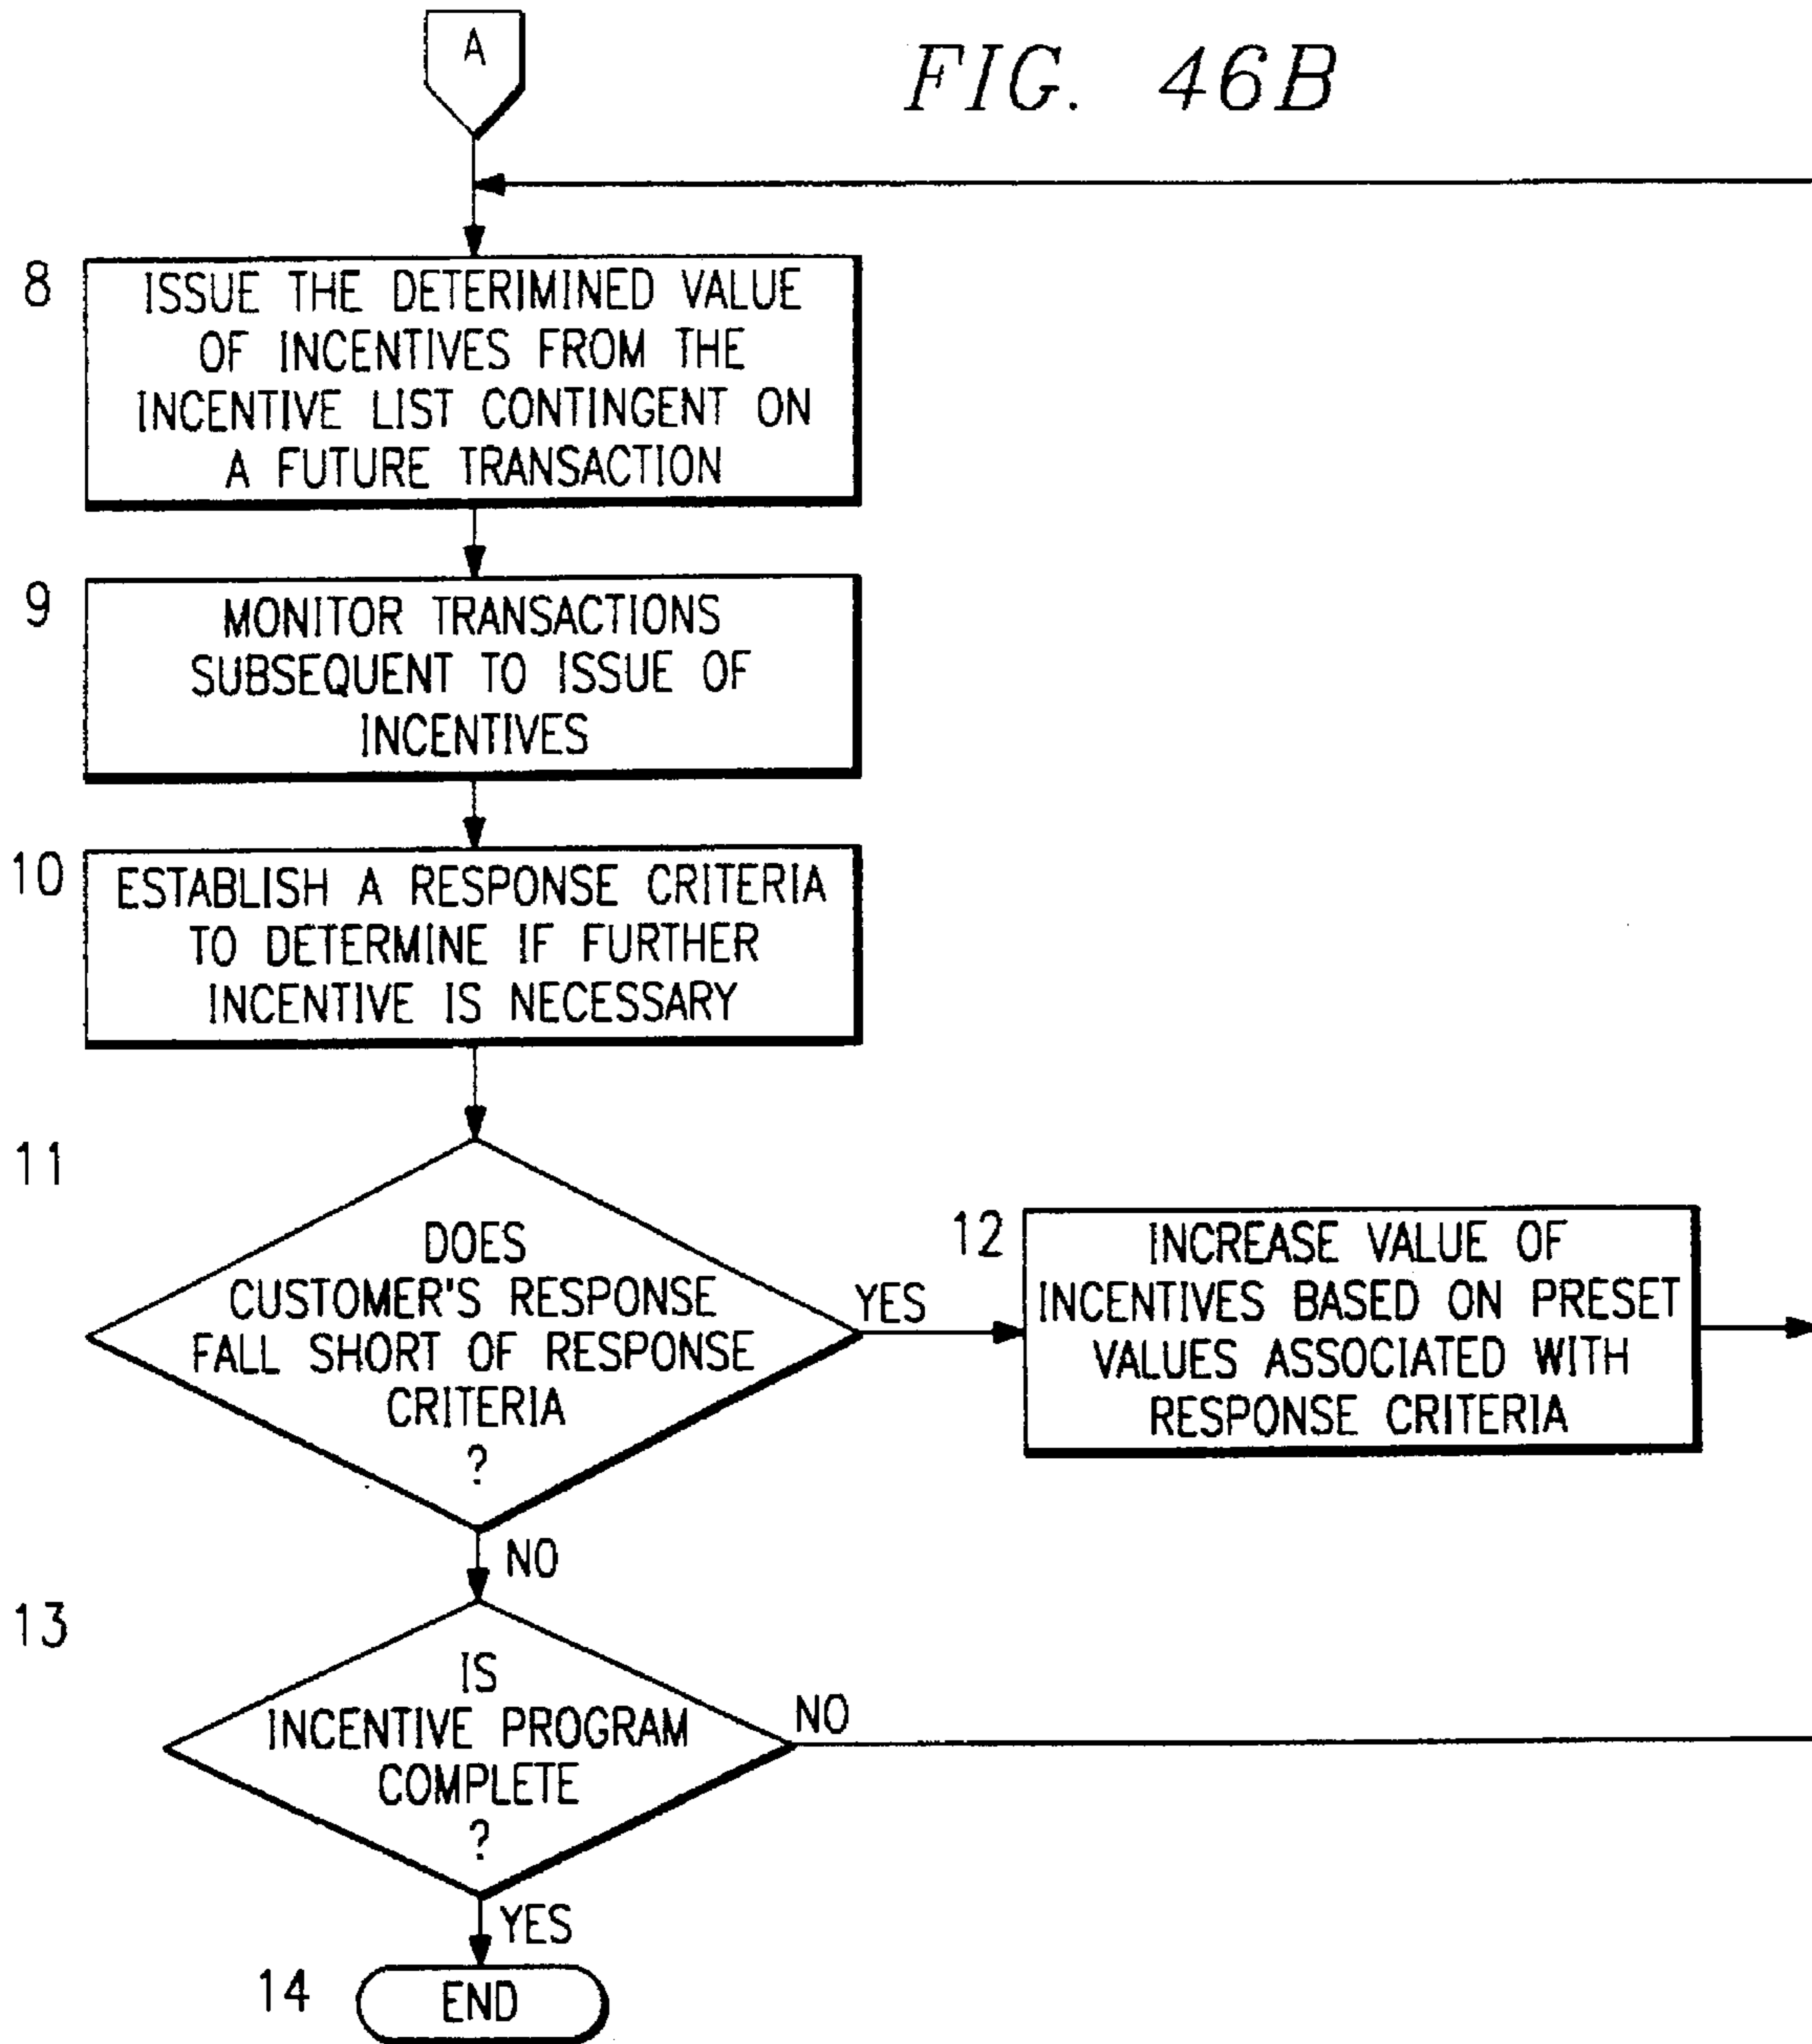 A
FIG. 46B
8
ISSUE THE DETERIMINED VALUE
OF INCENTIVES FROM THE
INCENTIVE LIST CONTINGENT ON
A FUTURE TRANSACTION
9
MONITOR TRANSACTIONS
SUBSEQUENT TO ISSUE OF
INCENTIVES
10
ESTABLISH A RESPONSE CRITERIA
TO DETERMINE IF FURTHER
INCENTIVE IS NECESSARY
11
DOES
CUSTOMER'S RESPONSE
FALL SHORT OF RESPONSE
CRITERIA
?
YES
12
INCREASE VALUE OF
INCENTIVES BASED ON PRESET
VALUES ASSOCIATED WITH
RESPONSE CRITERIA
NO
13
IS
INCENTIVE PROGRAM
COMPLETE
?
NO
YES
14
END